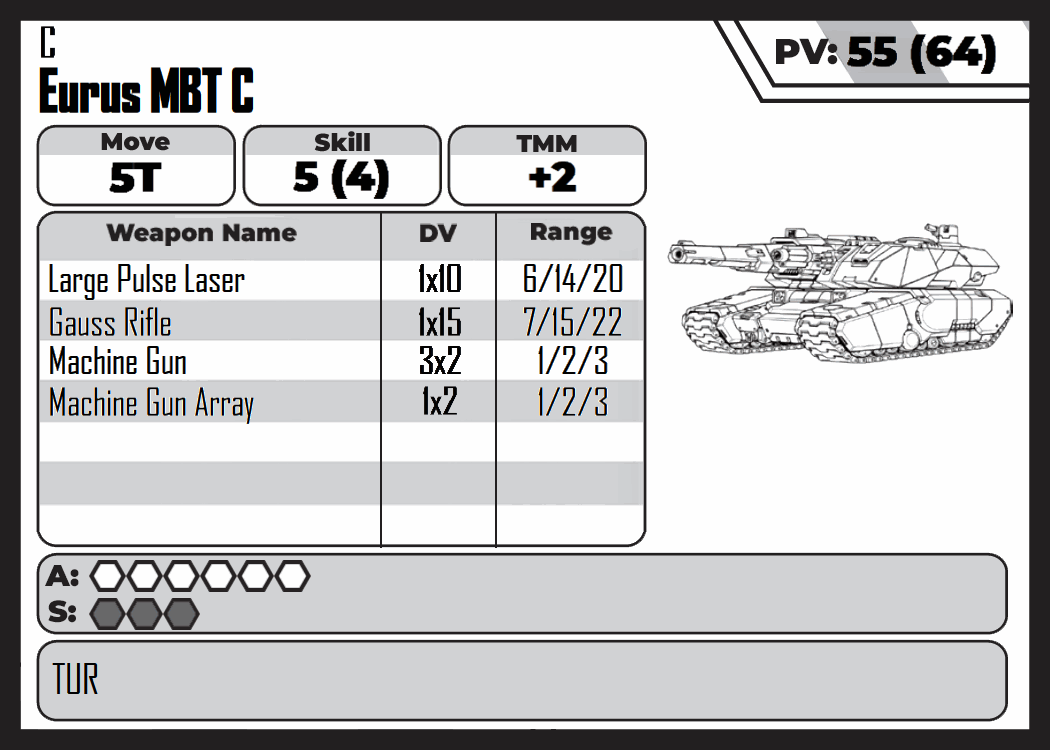 C
Eurus MBT C
PV: 55 (64)
Move Skill TMM
5T 5 (4) +2
Weapon Name DV Range
Large Pulse Laser 1x10 6/14/20
Gauss Rifle 1x15 7/15/22
Machine Gun 3x2 1/2/3
Machine Gun Array 1x2 1/2/3
A:
S:
TUR